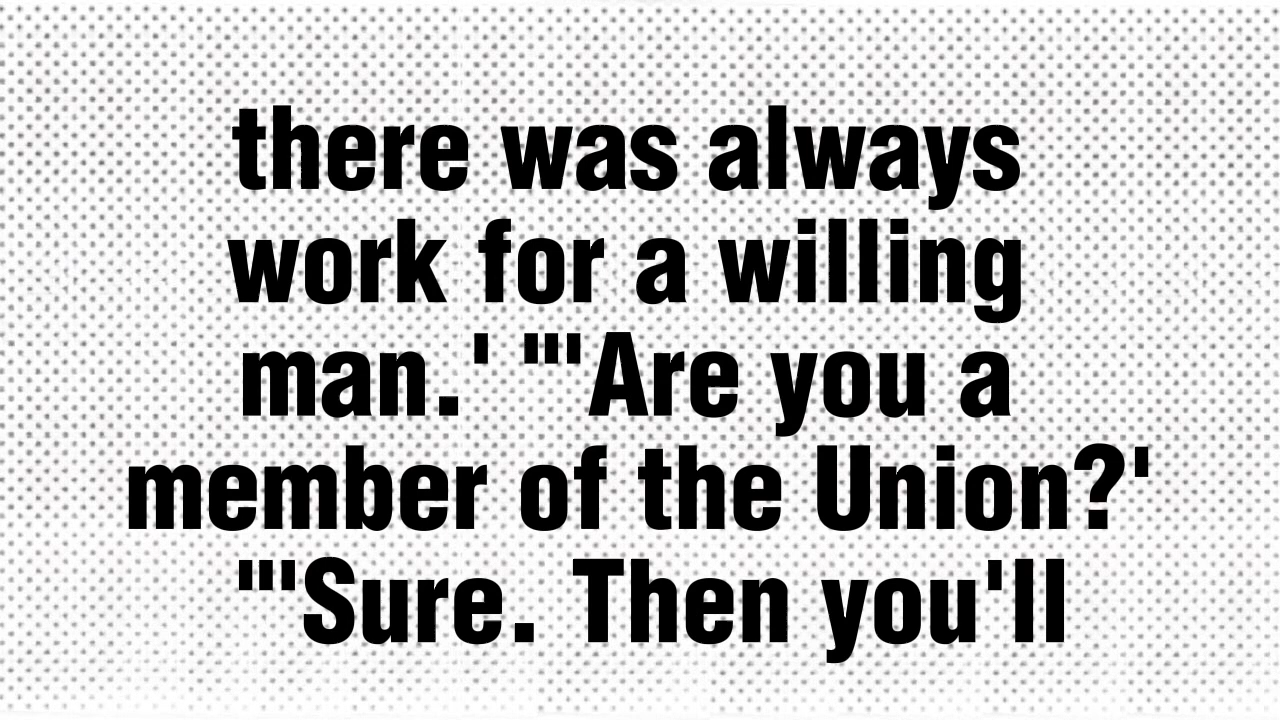 there was always
work for a willing
man.' "'Are you a
member of the Union?'
"'Sure. Then you'll